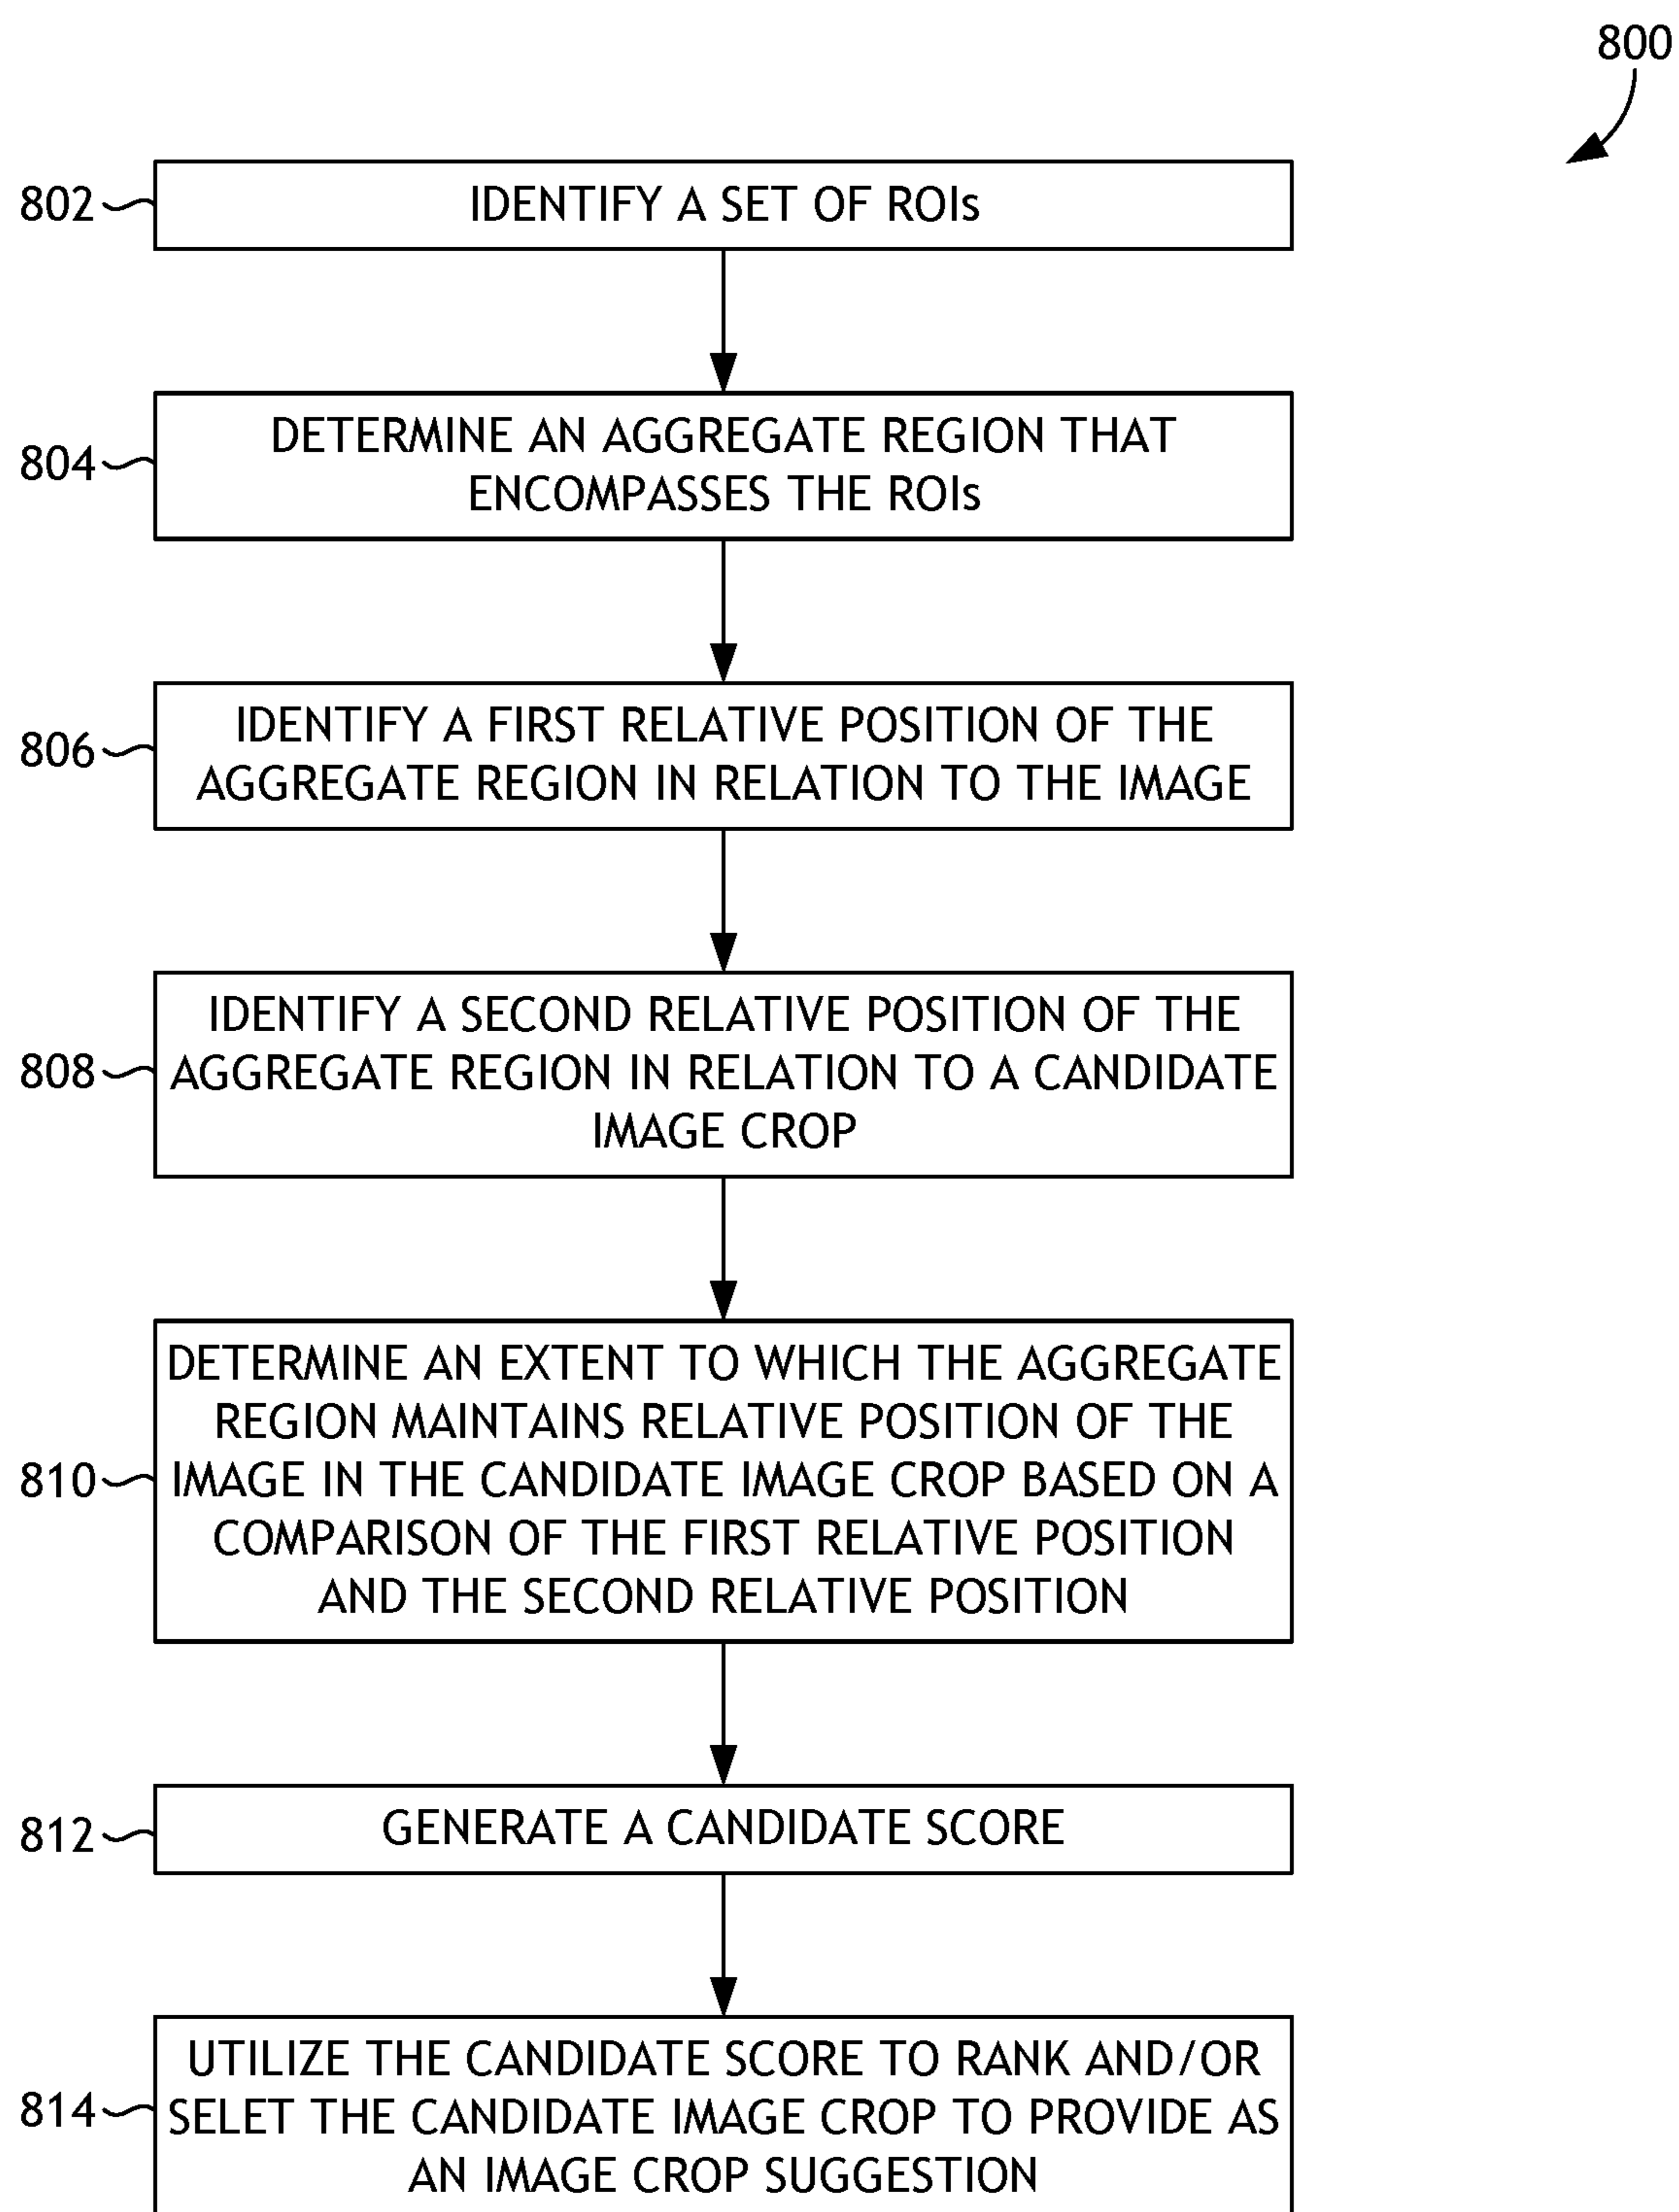 800
802
IDENTIFY A SET OF ROIs
804
DETERMINE AN AGGREGATE REGION THAT
ENCOMPASSES THE ROIs
806
IDENTIFY A FIRST RELATIVE POSITION OF THE
AGGREGATE REGION IN RELATION TO THE IMAGE
808
IDENTIFY A SECOND RELATIVE POSITION OF THE
AGGREGATE REGION IN RELATION TO A CANDIDATE
IMAGE CROP
810
DETERMINE AN EXTENT TO WHICH THE AGGREGATE
REGION MAINTAINS RELATIVE POSITION OF THE
IMAGE IN THE CANDIDATE IMAGE CROP BASED ON A
COMPARISON OF THE FIRST RELATIVE POSITION
AND THE SECOND RELATIVE POSITION
812
GENERATE A CANDIDATE SCORE
814
UTILIZE THE CANDIDATE SCORE TO RANK AND/OR
SELET THE CANDIDATE IMAGE CROP TO PROVIDE AS
AN IMAGE CROP SUGGESTION